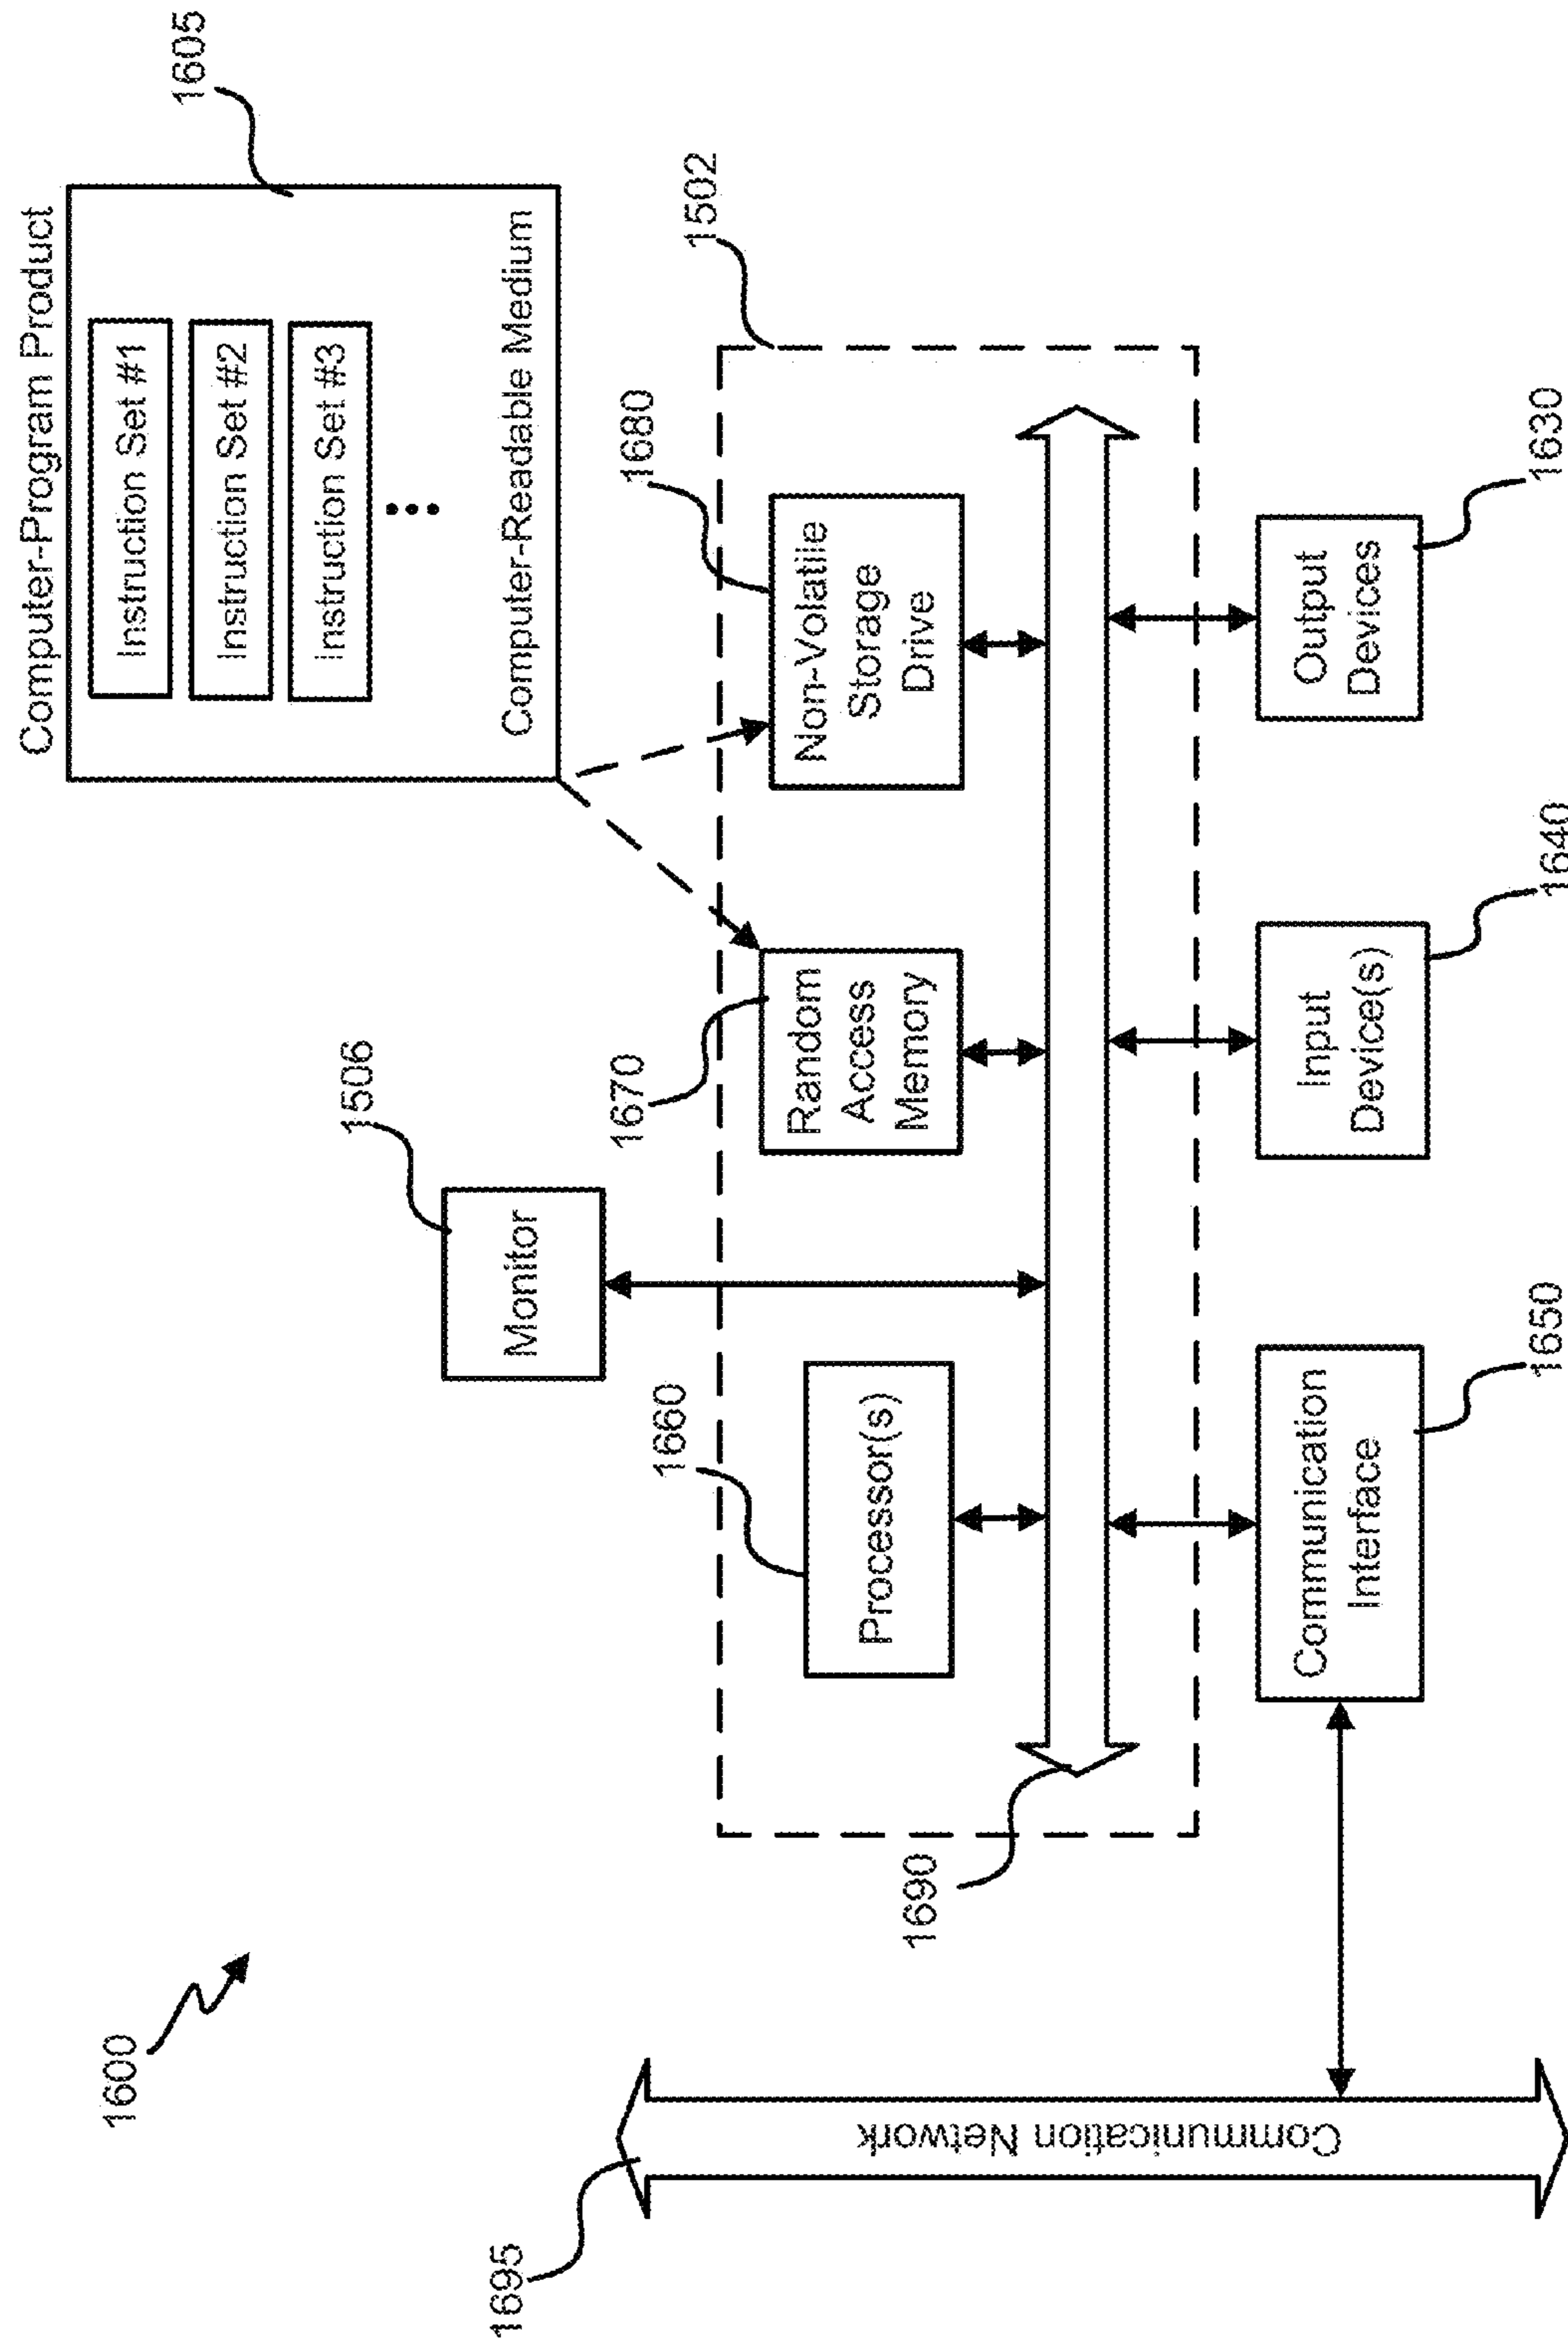 1600
Computer-Program Product
1605
Instruction Set #1
Instruction Set #2
Instruction Set #3
Computer-Readable Medium
1506
Monitor
1502
1660
1670
1680
Processor(s)
Random
Access
Memory
Non-Volatile
Storage
Drive
1690
1695
Communication Network
Communication
Interface
Input
Device(s)
Output
Devices
1650
1640
1630